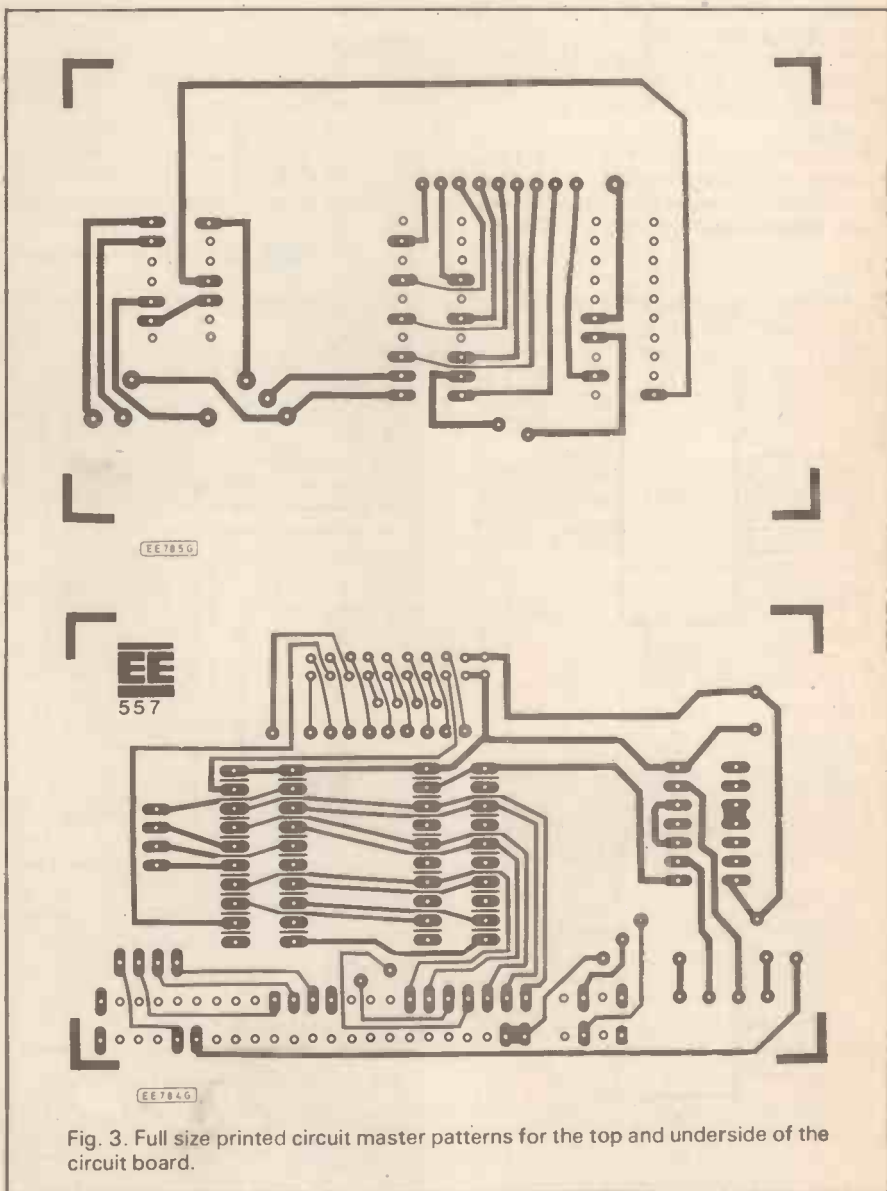 EE785G
EE
557
EE784G
Fig. 3. Full size printed circuit master patterns for the top and underside of the
circuit board.